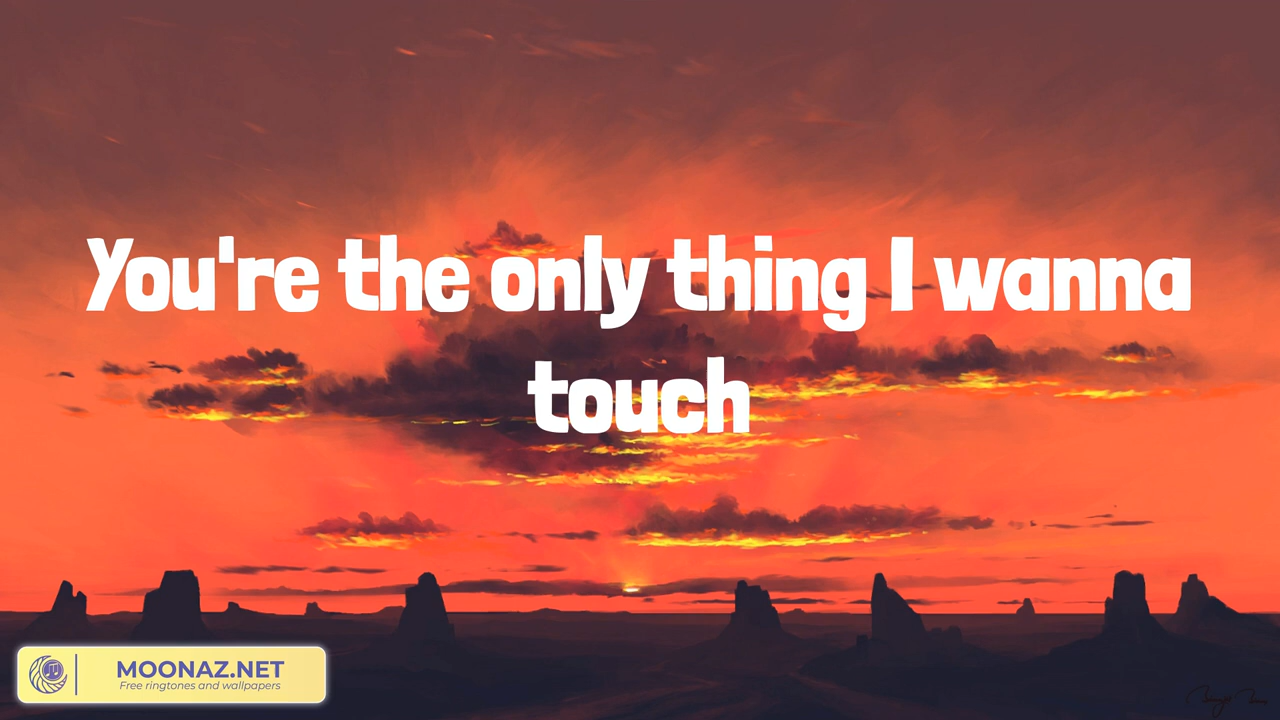 You're the only thing I wanna
touch
MOONAZ.NET
Free ringtones and wallpapers